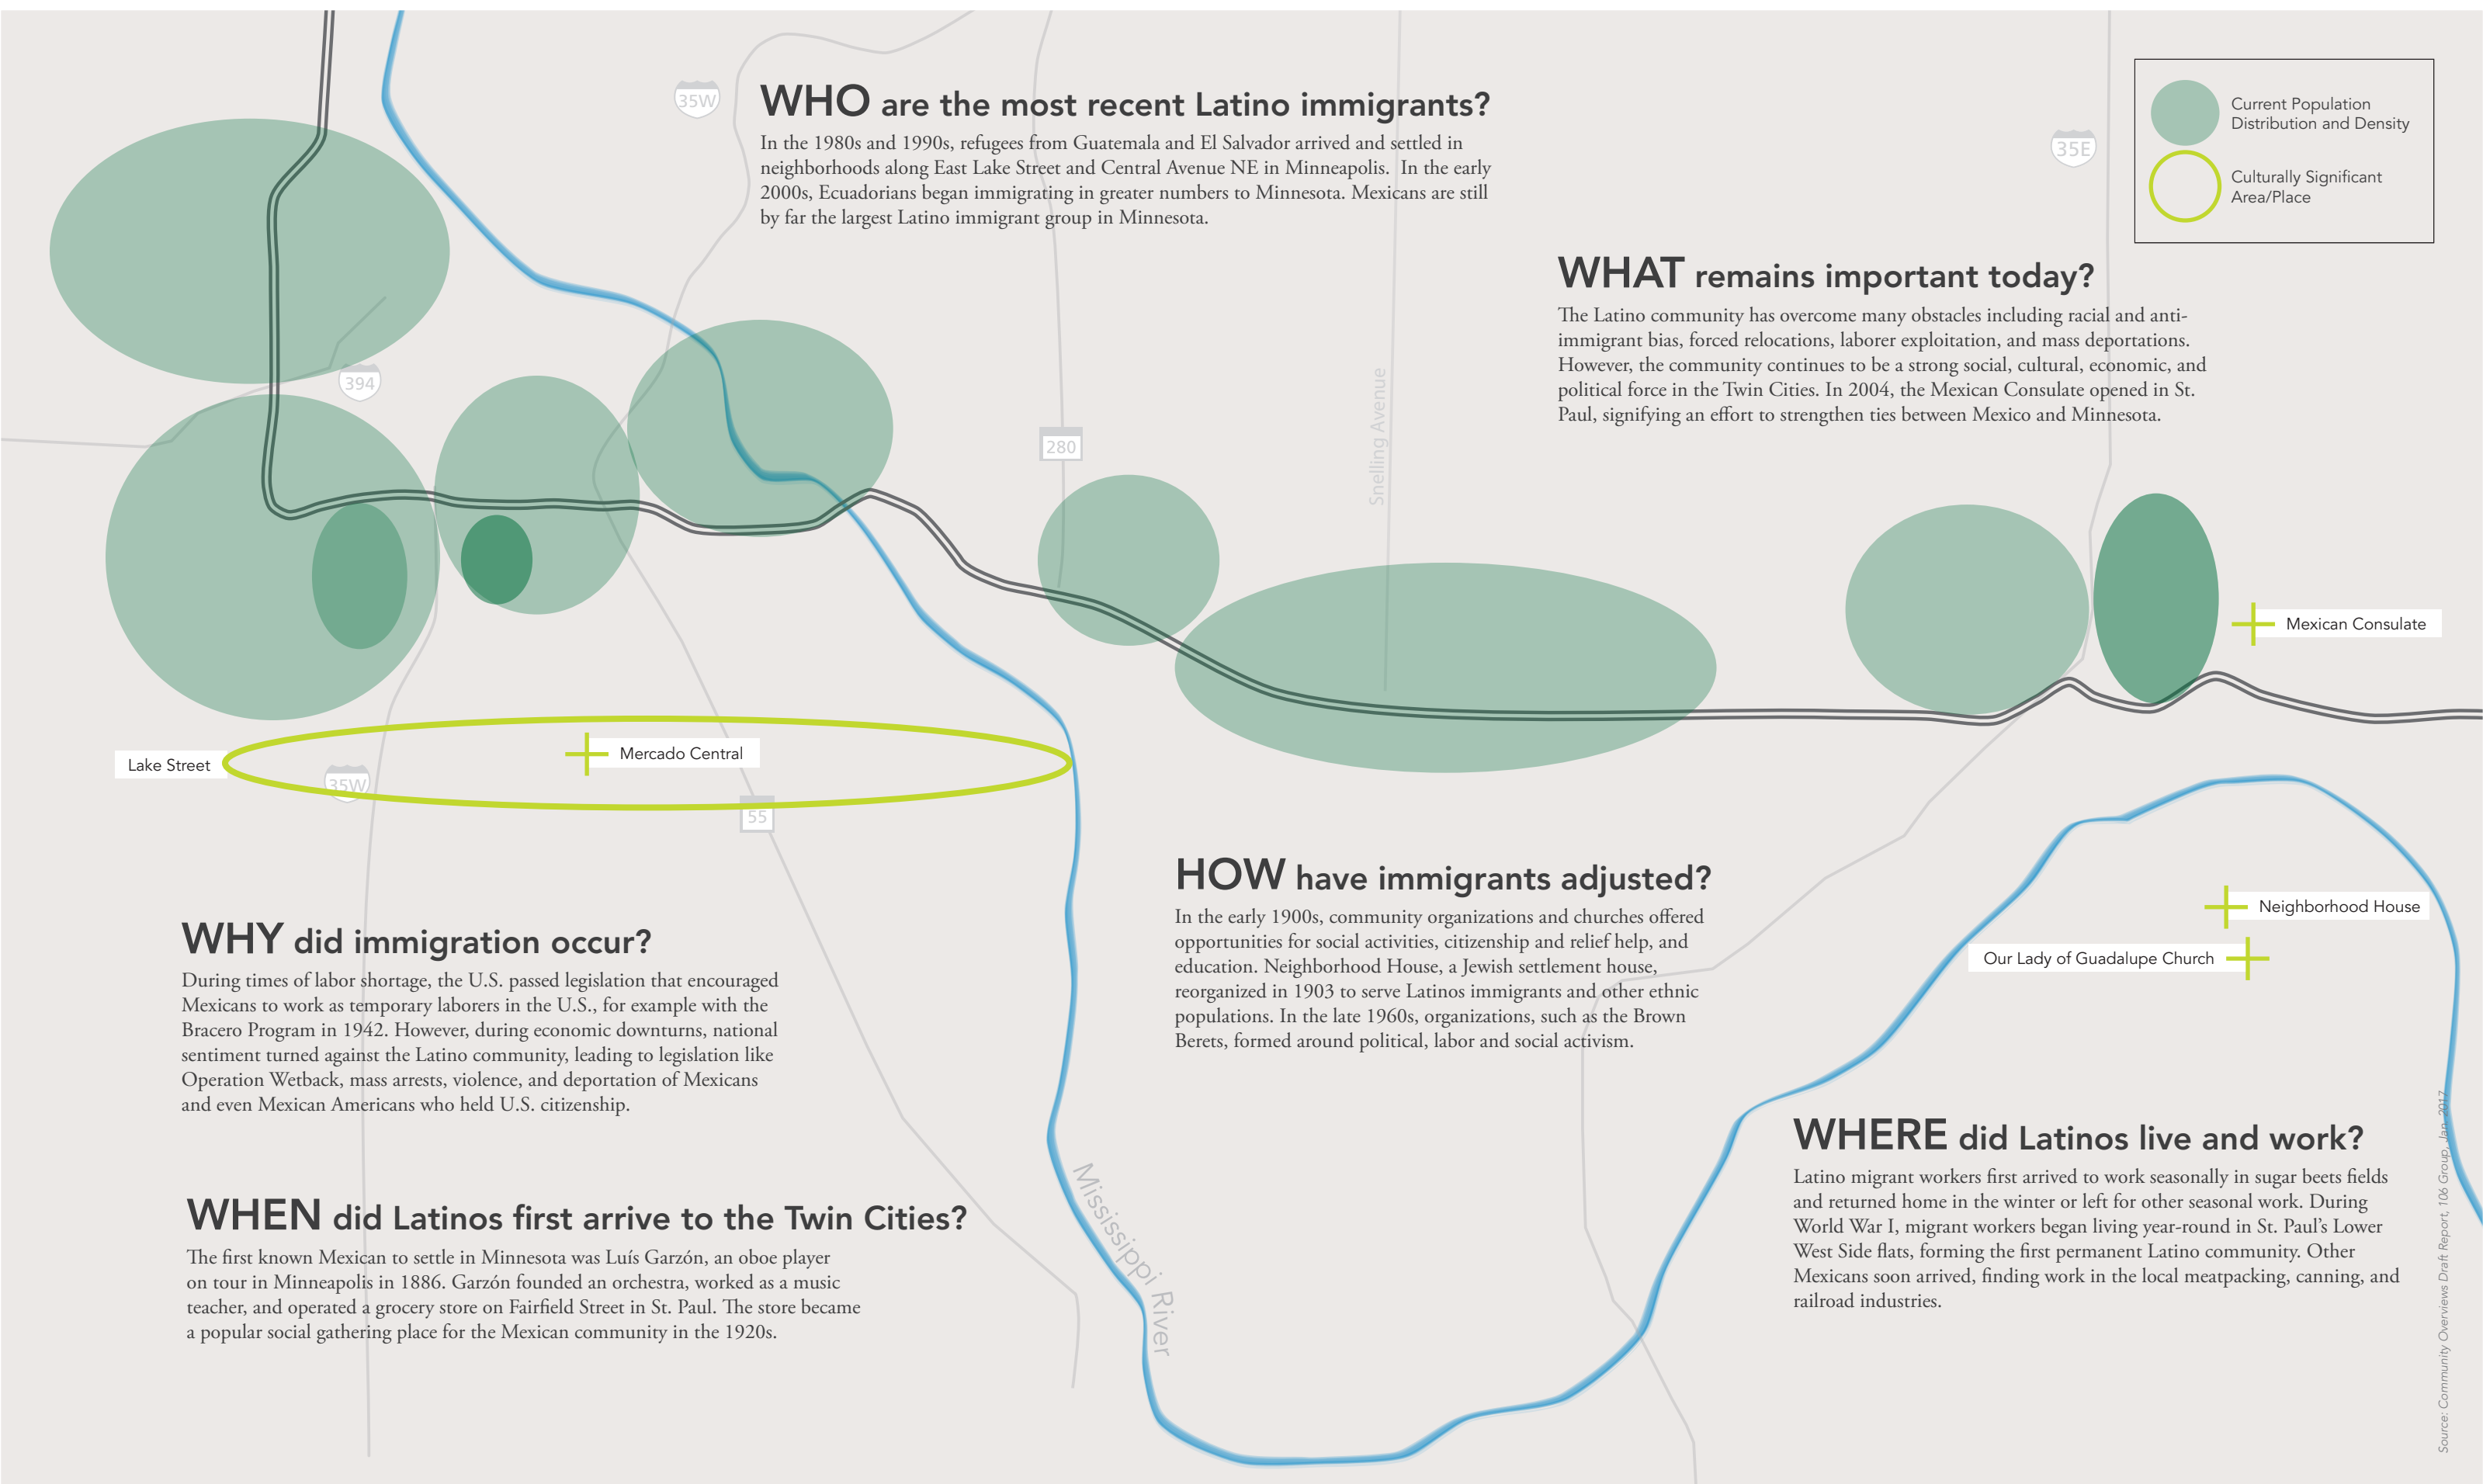 35W
WHO are the most recent Latino immigrants?
In the 1980s and 1990s, refugees from Guatemala and El Salvador arrived and settled in
neighborhoods along East Lake Street and Central Avenue NE in Minneapolis.  In the early
2000s, Ecuadorians began immigrating in greater numbers to Minnesota. Mexicans are still
by far the largest Latino immigrant group in Minnesota.
Current Population
Distribution and Density
Culturally Significant
Area/Place
35E
WHAT remains important today?
The Latino community has overcome many obstacles including racial and anti-
immigrant bias, forced relocations, laborer exploitation, and mass deportations.
However, the community continues to be a strong social, cultural, economic, and
political force in the Twin Cities. In 2004, the Mexican Consulate opened in St.
Paul, signifying an effort to strengthen ties between Mexico and Minnesota.
394
280
Snelling Avenue
Mexican Consulate
Lake Street
Mercado Central
35W
55
WHY did immigration occur?
During times of labor shortage, the U.S. passed legislation that encouraged
Mexicans to work as temporary laborers in the U.S., for example with the
Bracero Program in 1942. However, during economic downturns, national
sentiment turned against the Latino community, leading to legislation like
Operation Wetback, mass arrests, violence, and deportation of Mexicans
and even Mexican Americans who held U.S. citizenship.
HOW have immigrants adjusted?
In the early 1900s, community organizations and churches offered
opportunities for social activities, citizenship and relief help, and
education. Neighborhood House, a Jewish settlement house,
reorganized in 1903 to serve Latinos immigrants and other ethnic
populations. In the late 1960s, organizations, such as the Brown
Berets, formed around political, labor and social activism.
Neighborhood House
Our Lady of Guadalupe Church
WHEN did Latinos first arrive to the Twin Cities?
The first known Mexican to settle in Minnesota was Luís Garzón, an oboe player
on tour in Minneapolis in 1886. Garzón founded an orchestra, worked as a music
teacher, and operated a grocery store on Fairfield Street in St. Paul. The store became
a popular social gathering place for the Mexican community in the 1920s.
Mississippi River
WHERE did Latinos live and work?
Latino migrant workers first arrived to work seasonally in sugar beets fields
and returned home in the winter or left for other seasonal work. During
World War I, migrant workers began living year-round in St. Paul’s Lower
West Side flats, forming the first permanent Latino community. Other
Mexicans soon arrived, finding work in the local meatpacking, canning, and
railroad industries.
Source: Community Overviews Draft Report, 106 Group, Jan. 2017